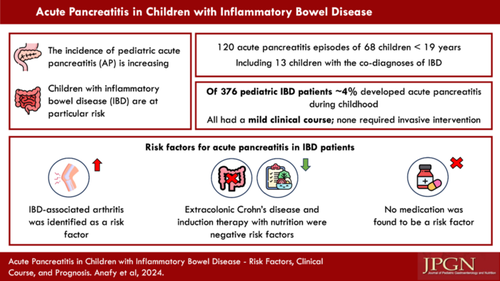 Acute Pancreatitis in Children with Inflammatory Bowel Disease
The incidence of pediatric acute
pancreatitis (AP) is increasing
Children with inflammatory
bowel disease (IBD) are at
particular risk
120 acute pancreatitis episodes of 68 children < 19 years
Including 13 children with the co-diagnoses of IBD
Of 376 pediatric IBD patients ~4% developed acute pancreatitis
during childhood
All had a mild clinical course; none required invasive intervention
Risk factors for acute pancreatitis in IBD patients
IBD-associated arthritis
was identified as a risk
factor
Extracolonic Crohn's disease and
induction therapy with nutrition were
negative risk factors
No medication was
found to be a risk factor
Acute Pancreatitis in Children with Inflammatory Bowel Disease - Risk Factors, Clinical
Course, and Prognosis. Anafy et al, 2024.
JPGN
Journal of Pediatric Gastroenterology and Nutrition